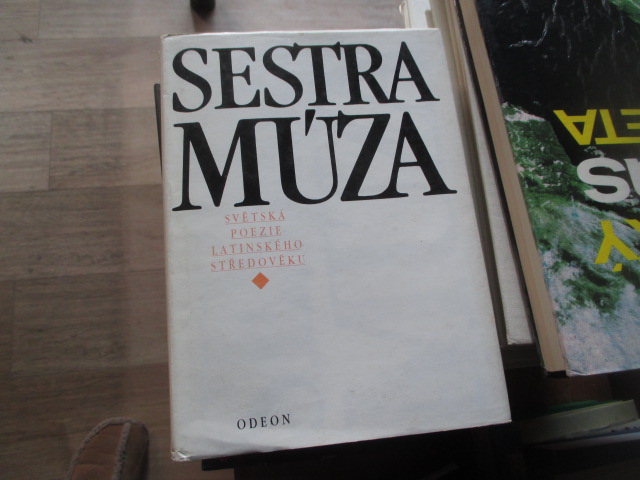 SESTRA
MÚZA
SVĚTSKÁ
POEZIE
LATINSKÉHO
STŘEDOVĚKU
ODEON